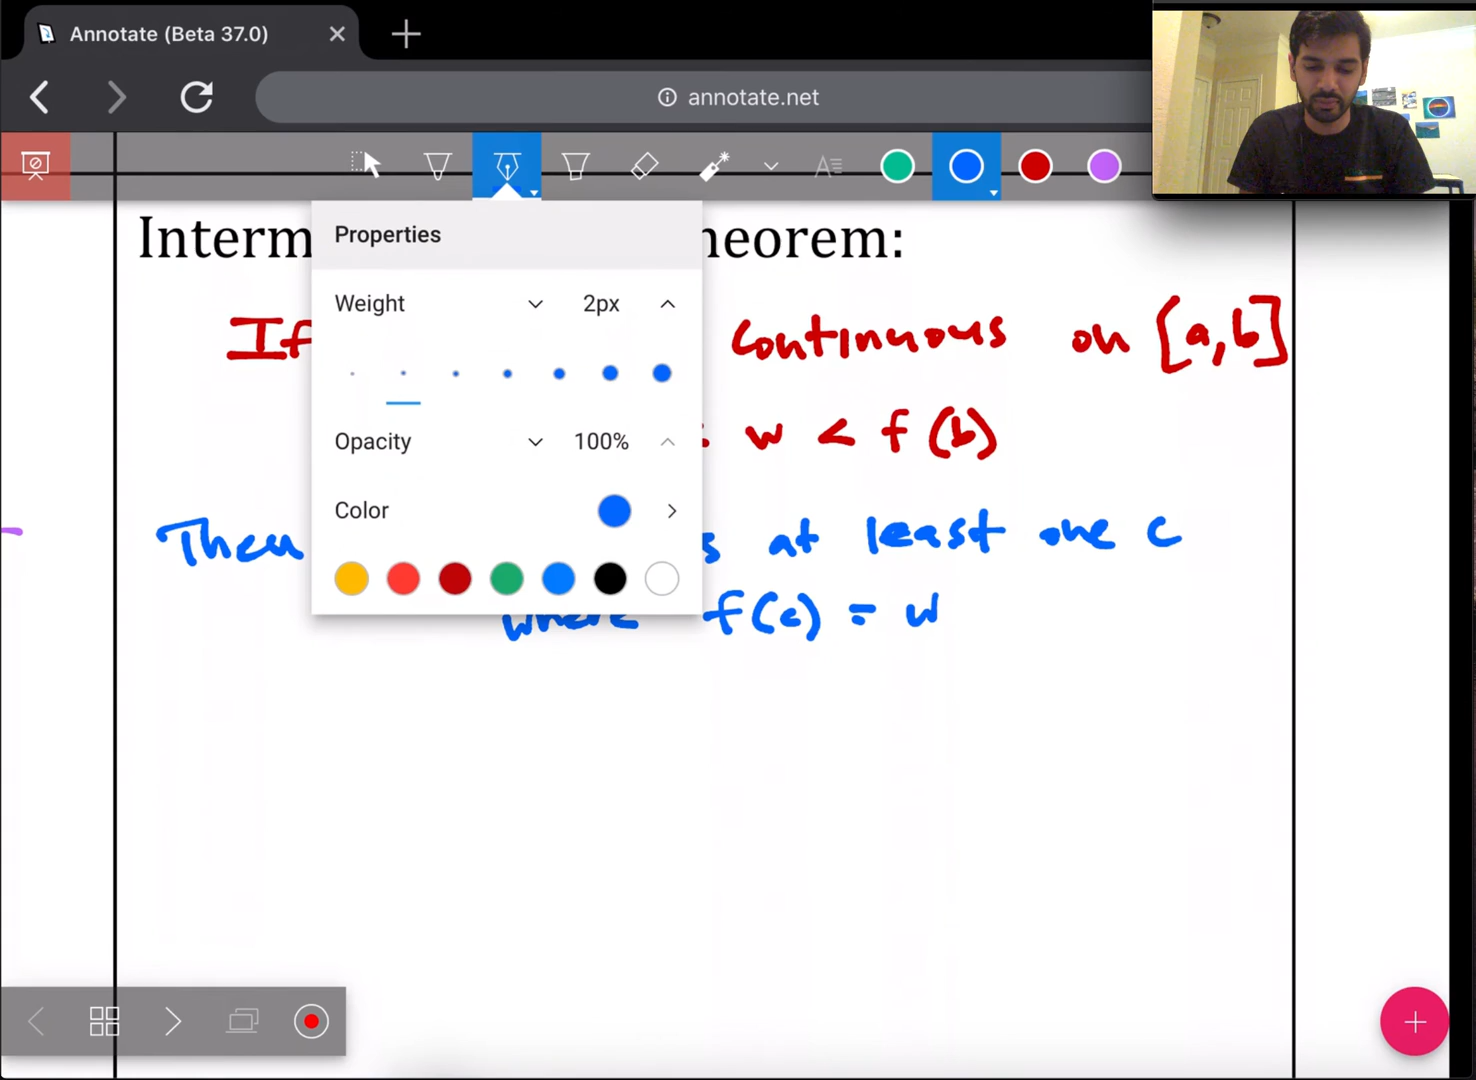 Annotate (Beta 37.0)
annotate.net
Interm heorem:
Properties
Weight 2px
If continuous on [a,b]
Opacity 100%
w < f(b)
Color
Then s at least one c
where f(c) = w